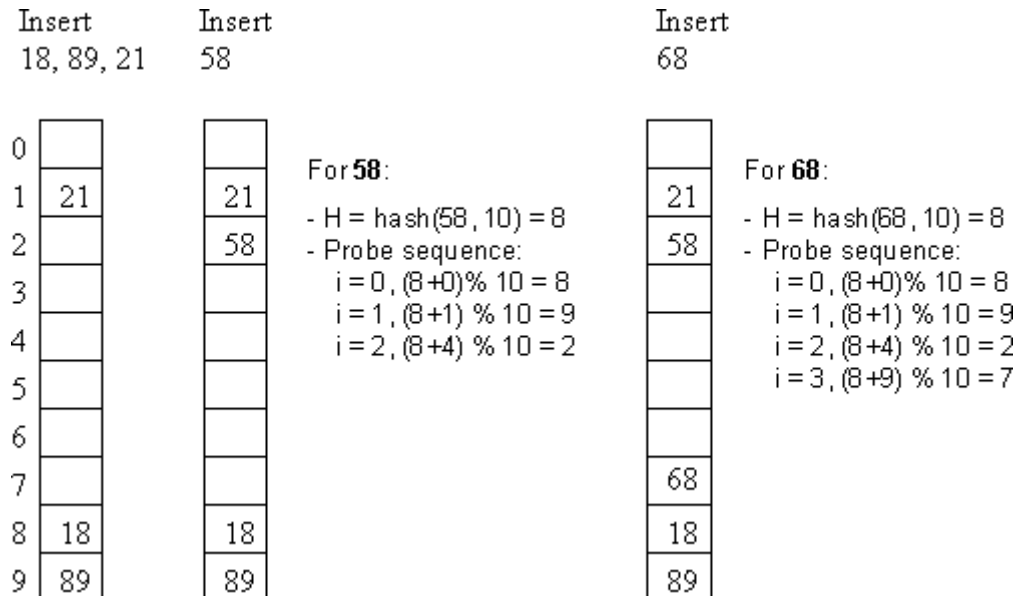 Insert
18, 89, 21
Insert
58
Insert
68
0
1
2
3
4
5
6
7
8
9
21
18
89
21
58
18
89
For 58:
- H = hash(58, 10) = 8
- Probe sequence:
i = 0, (8+0)% 10 = 8
i = 1, (8+1) % 10 = 9
i = 2, (8+4) % 10 = 2
21
58
68
18
89
For 68:
- H = hash(68, 10) = 8
- Probe sequence:
i = 0, (8+0)% 10 = 8
i = 1, (8+1) % 10 = 9
i = 2, (8+4) % 10 = 2
i = 3, (8+9) % 10 = 7